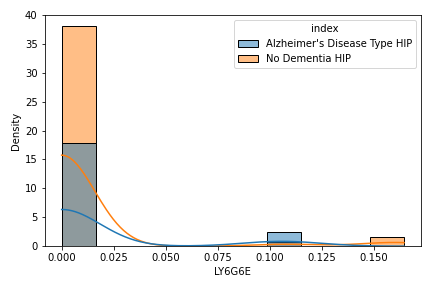 index
Alzheimer's Disease Type HIP
No Dementia HIP
Density
40
35
30
25
20
15
10
5
0
0.000 0.025 0.050 0.075 0.100 0.125 0.150
LY6G6E